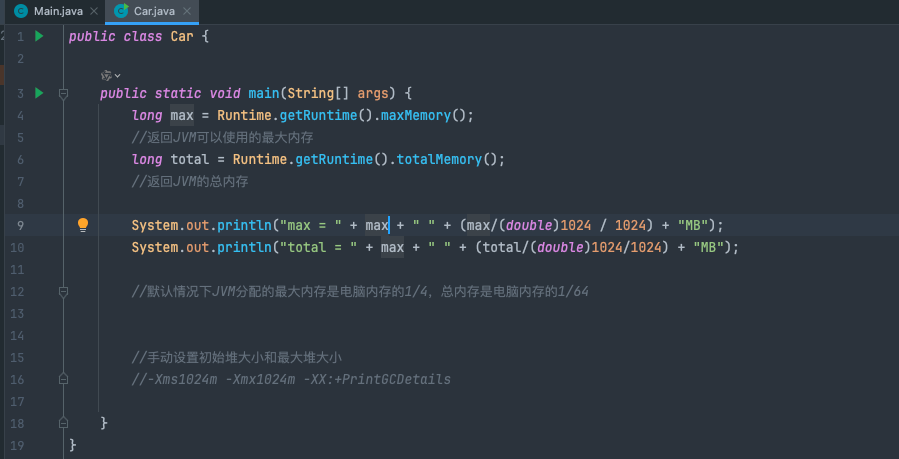 Main.java Car.java
1 public class Car {
2
3 public static void main(String[] args) {
4 long max = Runtime.getRuntime().maxMemory();
5 //返回JVM可以使用的最大内存
6 long total = Runtime.getRuntime().totalMemory();
7 //返回JVM的总内存
8
9 System.out.println("max = " + max + " " + (max/(double)1024 / 1024) + "MB");
10 System.out.println("total = " + max + " " + (total/(double)1024/1024) + "MB");
11
12 //默认情况下JVM分配的最大内存是电脑内存的1/4，总内存是电脑内存的1/64
13
14
15 //手动设置初始堆大小和最大堆大小
16 //-Xms1024m -Xmx1024m -XX:+PrintGCDetails
17
18 }
19 }